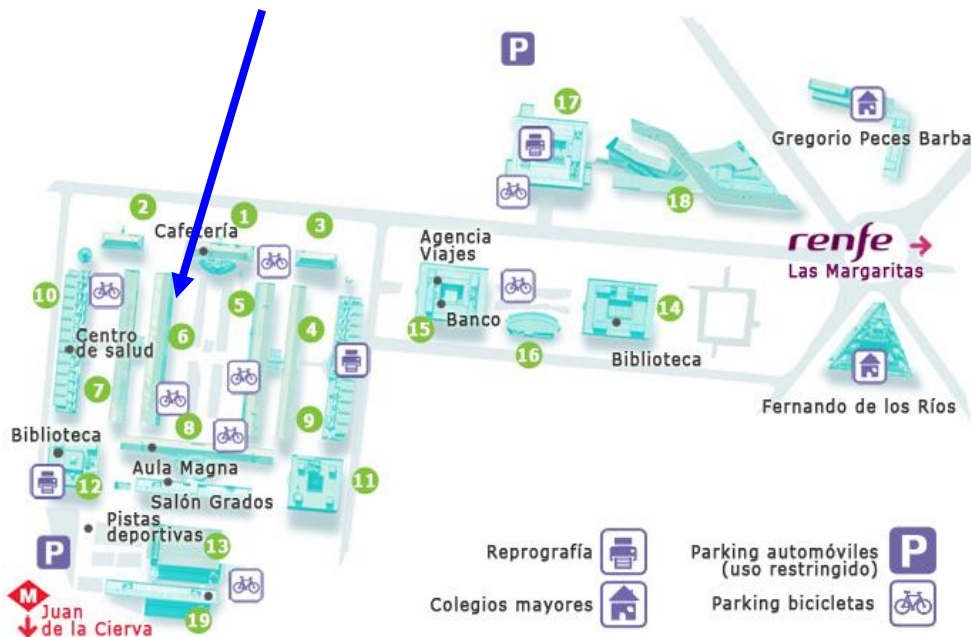 P
17
Gregorio Peces Barba
18
2
1
3
Cafetería
Agencia
Viajes
renfe
Las Margaritas
10
5
6
4
15
Banco
14
16
Biblioteca
Centro
de salud
7
8
9
Fernando de los Ríos
Biblioteca
Aula Magna
12
Salón Grados
11
Pistas
deportivas
13
P
M
Juan
de la Cierva
19
Reprografía
Colegios mayores
Parking automóviles
(uso restringido)
P
Parking bicicletas